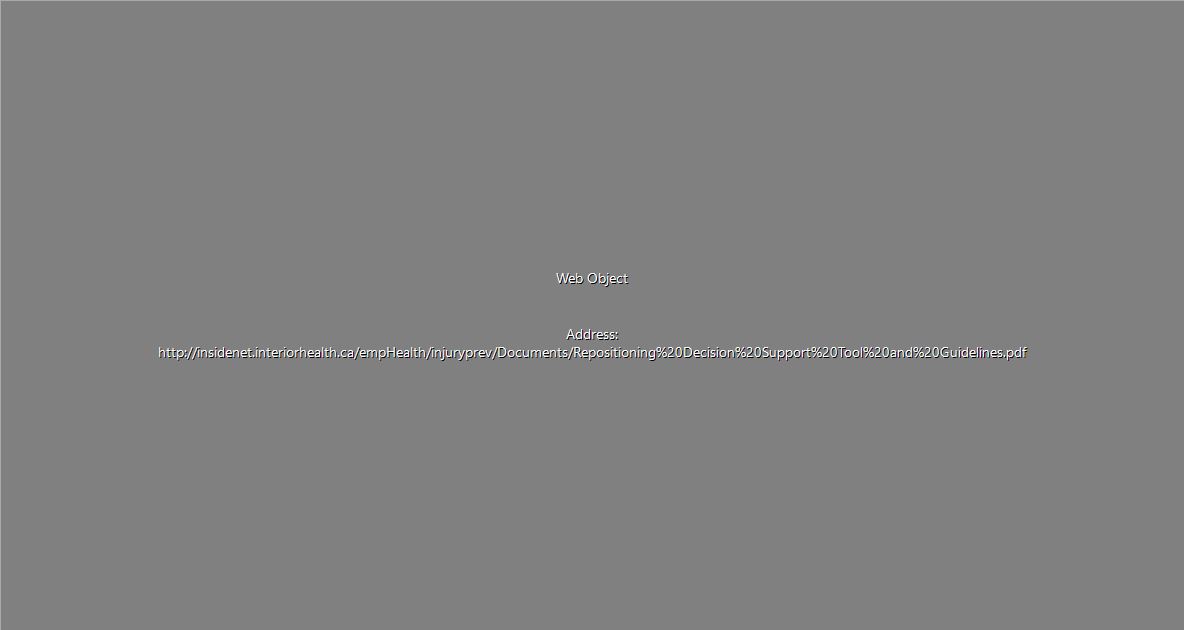 Web Object
Address:
http://insidenet.interiorhealth.ca/empHealth/injuryprev/Documents/Repositioning%20Decision%20Support%20Tool%20and%20Guidelines.pdf